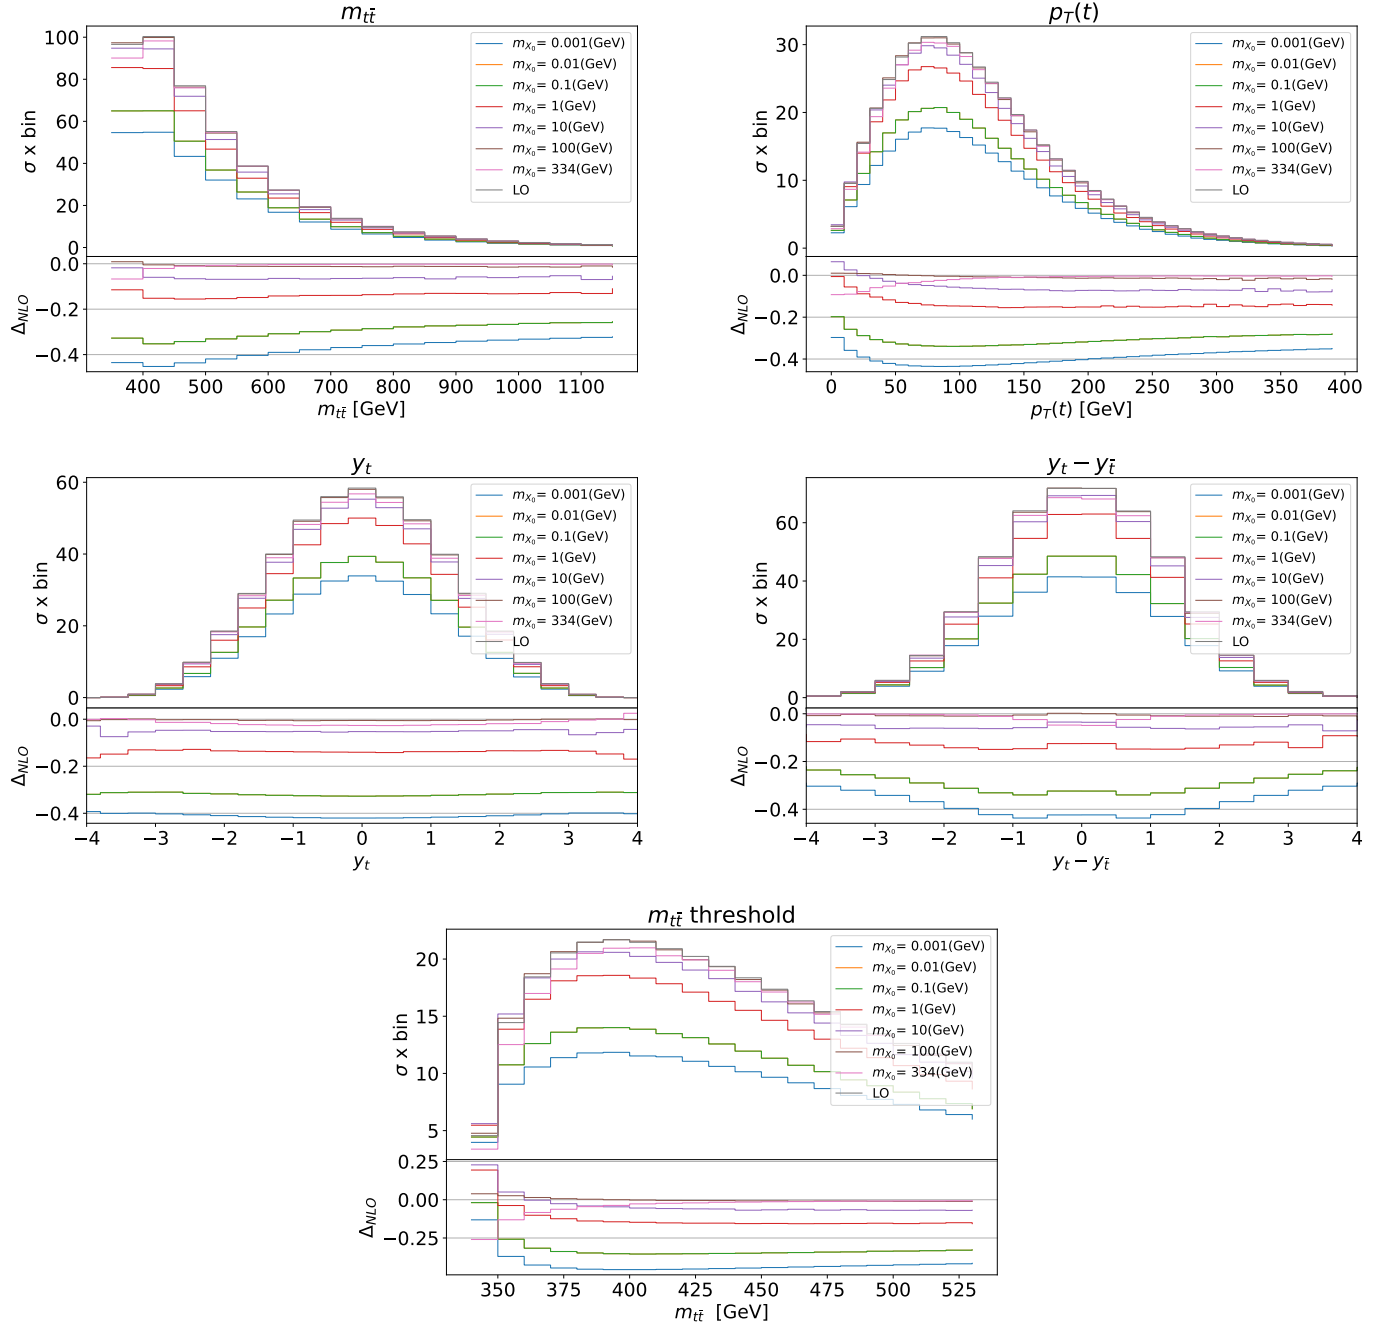 m_{t\bar{t}}
100
80
60
40
20
0
σ x bin
m_{X_0}= 0.001(GeV)
m_{X_0}= 0.01(GeV)
m_{X_0}= 0.1(GeV)
m_{X_0}= 1(GeV)
m_{X_0}= 10(GeV)
m_{X_0}= 100(GeV)
m_{X_0}= 334(GeV)
LO
0.0
−0.2
−0.4
Δ_{NLO}
400 500 600 700 800 900 1000 1100
m_{t\bar{t}} [GeV]
p_T(t)
30
20
10
0
σ x bin
m_{X_0}= 0.001(GeV)
m_{X_0}= 0.01(GeV)
m_{X_0}= 0.1(GeV)
m_{X_0}= 1(GeV)
m_{X_0}= 10(GeV)
m_{X_0}= 100(GeV)
m_{X_0}= 334(GeV)
LO
0.0
−0.2
−0.4
Δ_{NLO}
0 50 100 150 200 250 300 350 400
p_T(t) [GeV]
y_t
60
40
20
0
σ x bin
m_{X_0}= 0.001(GeV)
m_{X_0}= 0.01(GeV)
m_{X_0}= 0.1(GeV)
m_{X_0}= 1(GeV)
m_{X_0}= 10(GeV)
m_{X_0}= 100(GeV)
m_{X_0}= 334(GeV)
LO
0.0
−0.2
−0.4
Δ_{NLO}
−4 −3 −2 −1 0 1 2 3 4
y_t
y_t − y_{\bar{t}}
60
40
20
0
σ x bin
m_{X_0}= 0.001(GeV)
m_{X_0}= 0.01(GeV)
m_{X_0}= 0.1(GeV)
m_{X_0}= 1(GeV)
m_{X_0}= 10(GeV)
m_{X_0}= 100(GeV)
m_{X_0}= 334(GeV)
LO
0.0
−0.2
−0.4
Δ_{NLO}
−4 −3 −2 −1 0 1 2 3 4
y_t − y_{\bar{t}}
m_{t\bar{t}} threshold
20
15
10
5
σ x bin
m_{X_0}= 0.001(GeV)
m_{X_0}= 0.01(GeV)
m_{X_0}= 0.1(GeV)
m_{X_0}= 1(GeV)
m_{X_0}= 10(GeV)
m_{X_0}= 100(GeV)
m_{X_0}= 334(GeV)
LO
0.25
0.00
−0.25
Δ_{NLO}
350 375 400 425 450 475 500 525
m_{t\bar{t}} [GeV]